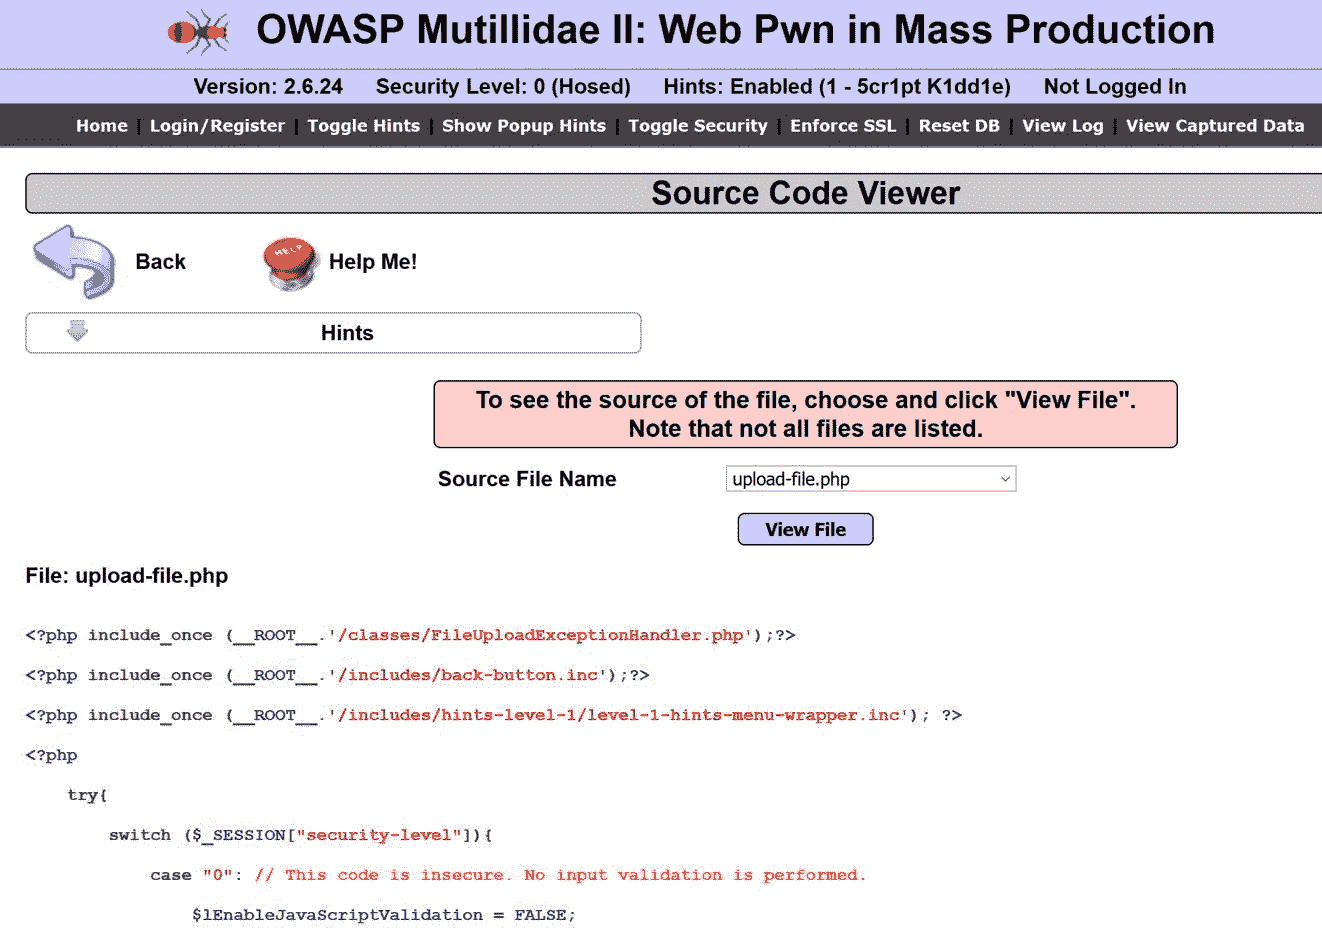 OWASP Mutillidae II: Web Pwn in Mass Production
Version: 2.6.24 Security Level: 0 (Hosed) Hints: Enabled (1 - 5cr1pt K1dd1e) Not Logged In
Home | Login/Register | Toggle Hints | Show Popup Hints | Toggle Security | Enforce SSL | Reset DB | View Log | View Captured Data
Source Code Viewer
Back HELP Help Me!
Hints
To see the source of the file, choose and click "View File".
Note that not all files are listed.
Source File Name upload-file.php
View File
File: upload-file.php
<?php include_once (__ROOT__.'/classes/FileUploadExceptionHandler.php');?>
<?php include_once (__ROOT__.'/includes/back-button.inc');?>
<?php include_once (__ROOT__.'/includes/hints-level-1/level-1-hints-menu-wrapper.inc'); ?>
<?php
try{
switch ($_SESSION["security-level"]){
case "0": // This code is insecure. No input validation is performed.
$lEnableJavaScriptValidation = FALSE;